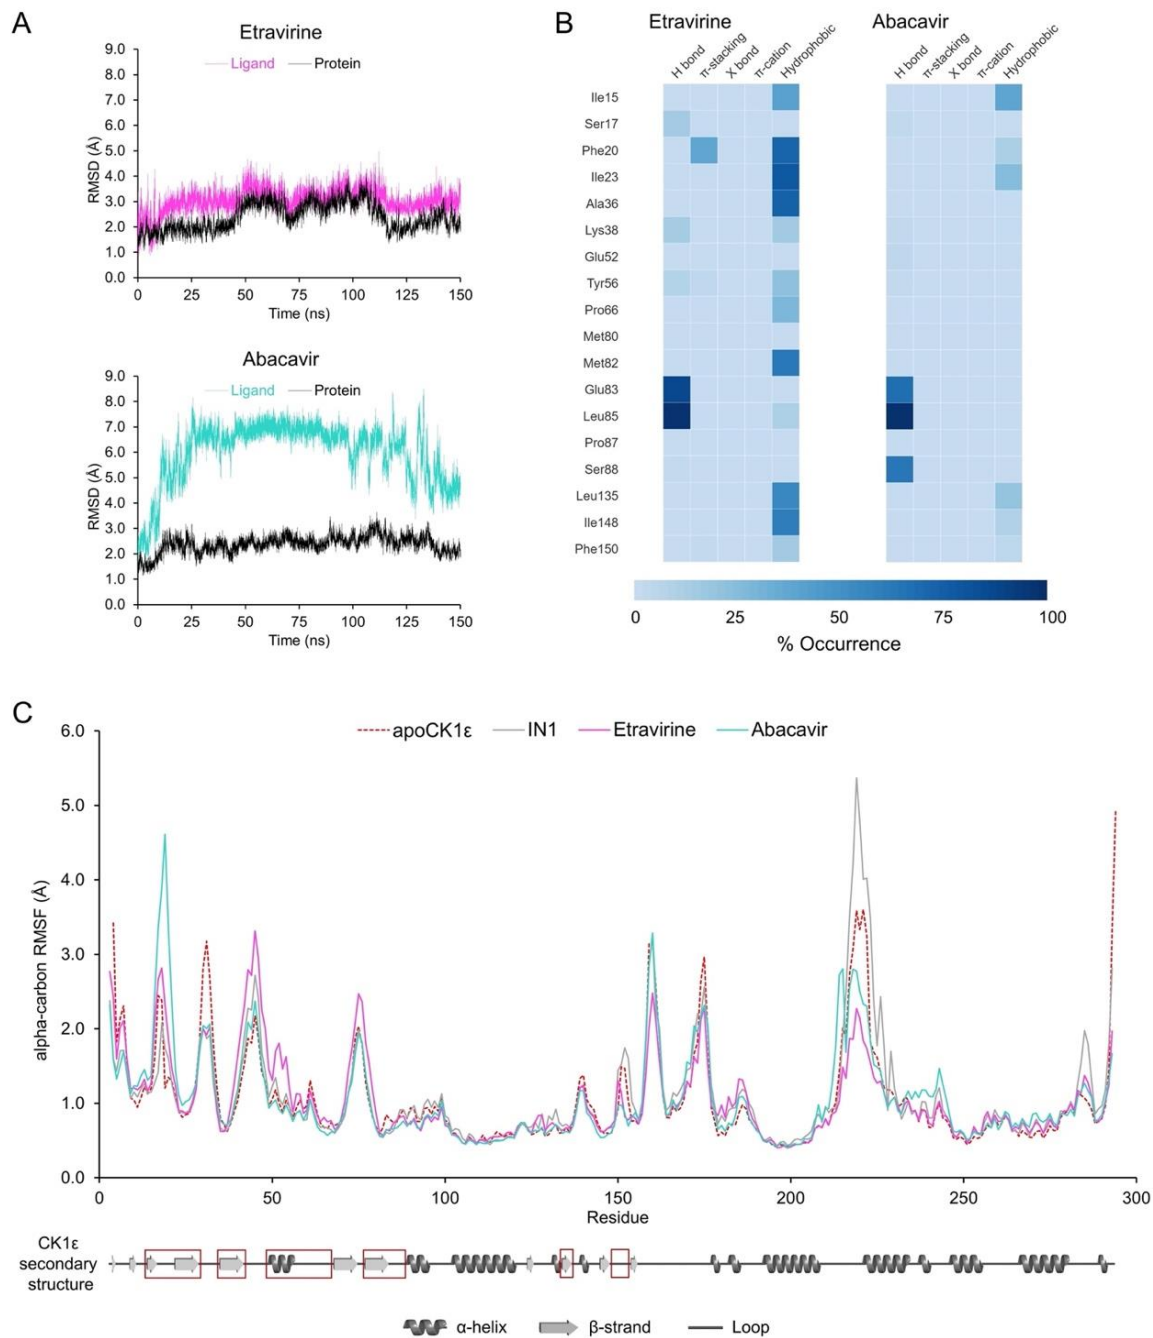 A
Etravirine
Ligand Protein
9.0
8.0
7.0
6.0
5.0
4.0
3.0
2.0
1.0
0.0
RMSD (Å)
0 25 50 75 100 125 150
Time (ns)
Abacavir
Ligand Protein
9.0
8.0
7.0
6.0
5.0
4.0
3.0
2.0
1.0
0.0
RMSD (Å)
0 25 50 75 100 125 150
Time (ns)
B
Etravirine Abacavir
H bond π-stacking X bond π-cation Hydrophobic H bond π-stacking X bond π-cation Hydrophobic
Ile15
Ser17
Phe20
Ile23
Ala36
Lys38
Glu52
Tyr56
Pro66
Met80
Met82
Glu83
Leu85
Pro87
Ser88
Leu135
Ile148
Phe150
0 25 50 75 100
% Occurrence
C
apoCK1ε IN1 Etravirine Abacavir
6.0
5.0
4.0
3.0
2.0
1.0
0.0
alpha-carbon RMSF (Å)
0 50 100 150 200 250 300
Residue
CK1ε
secondary
structure
α-helix β-strand Loop